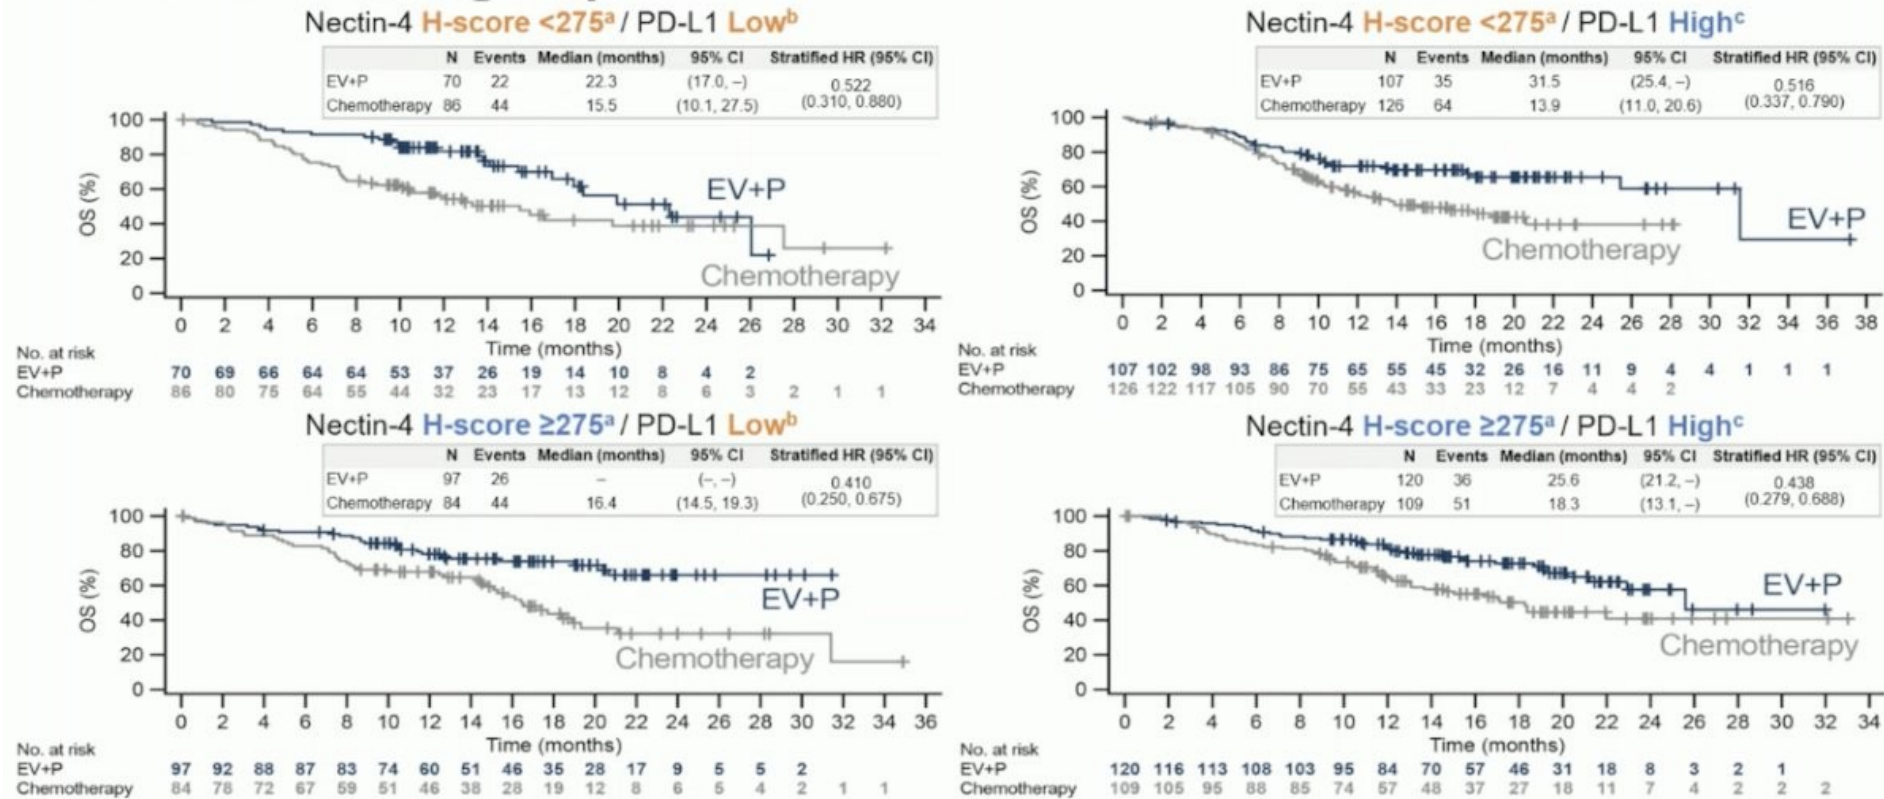 Nectin-4 H-score <275ᵃ / PD-L1 Lowᵇ
N Events Median (months) 95% CI Stratified HR (95% CI)
EV+P 70 22 22.3 (17.0, –) 0.522
Chemotherapy 86 44 15.5 (10.1, 27.5) (0.310, 0.880)
100
80
60
40
20
0
OS (%)
EV+P
Chemotherapy
0 2 4 6 8 10 12 14 16 18 20 22 24 26 28 30 32 34
Time (months)
No. at risk
EV+P 70 69 66 64 64 53 37 26 19 14 10 8 4 2
Chemotherapy 86 80 75 64 55 44 32 23 17 13 12 8 6 3 2 1 1
Nectin-4 H-score <275ᵃ / PD-L1 Highᶜ
N Events Median (months) 95% CI Stratified HR (95% CI)
EV+P 107 35 31.5 (25.4, –) 0.516
Chemotherapy 126 64 13.9 (11.0, 20.6) (0.337, 0.790)
100
80
60
40
20
0
OS (%)
EV+P
Chemotherapy
0 2 4 6 8 10 12 14 16 18 20 22 24 26 28 30 32 34 36 38
Time (months)
No. at risk
EV+P 107 102 98 93 86 75 65 55 45 32 26 16 11 9 4 4 1 1 1
Chemotherapy 126 122 117 105 90 70 55 43 33 23 12 7 4 4 2
Nectin-4 H-score ≥275ᵃ / PD-L1 Lowᵇ
N Events Median (months) 95% CI Stratified HR (95% CI)
EV+P 97 26 – (–, –) 0.410
Chemotherapy 84 44 16.4 (14.5, 19.3) (0.250, 0.675)
100
80
60
40
20
0
OS (%)
EV+P
Chemotherapy
0 2 4 6 8 10 12 14 16 18 20 22 24 26 28 30 32 34 36
Time (months)
No. at risk
EV+P 97 92 88 87 83 74 60 51 46 35 28 17 9 5 5 2
Chemotherapy 84 78 72 67 59 51 46 38 28 19 12 8 6 5 4 2 1 1
Nectin-4 H-score ≥275ᵃ / PD-L1 Highᶜ
N Events Median (months) 95% CI Stratified HR (95% CI)
EV+P 120 36 25.6 (21.2, –) 0.438
Chemotherapy 109 51 18.3 (13.1, –) (0.279, 0.688)
100
80
60
40
20
0
OS (%)
EV+P
Chemotherapy
0 2 4 6 8 10 12 14 16 18 20 22 24 26 28 30 32 34
Time (months)
No. at risk
EV+P 120 116 113 108 103 95 84 70 57 46 31 18 8 3 2 1
Chemotherapy 109 105 95 88 85 74 57 48 37 27 18 11 7 4 2 2 2